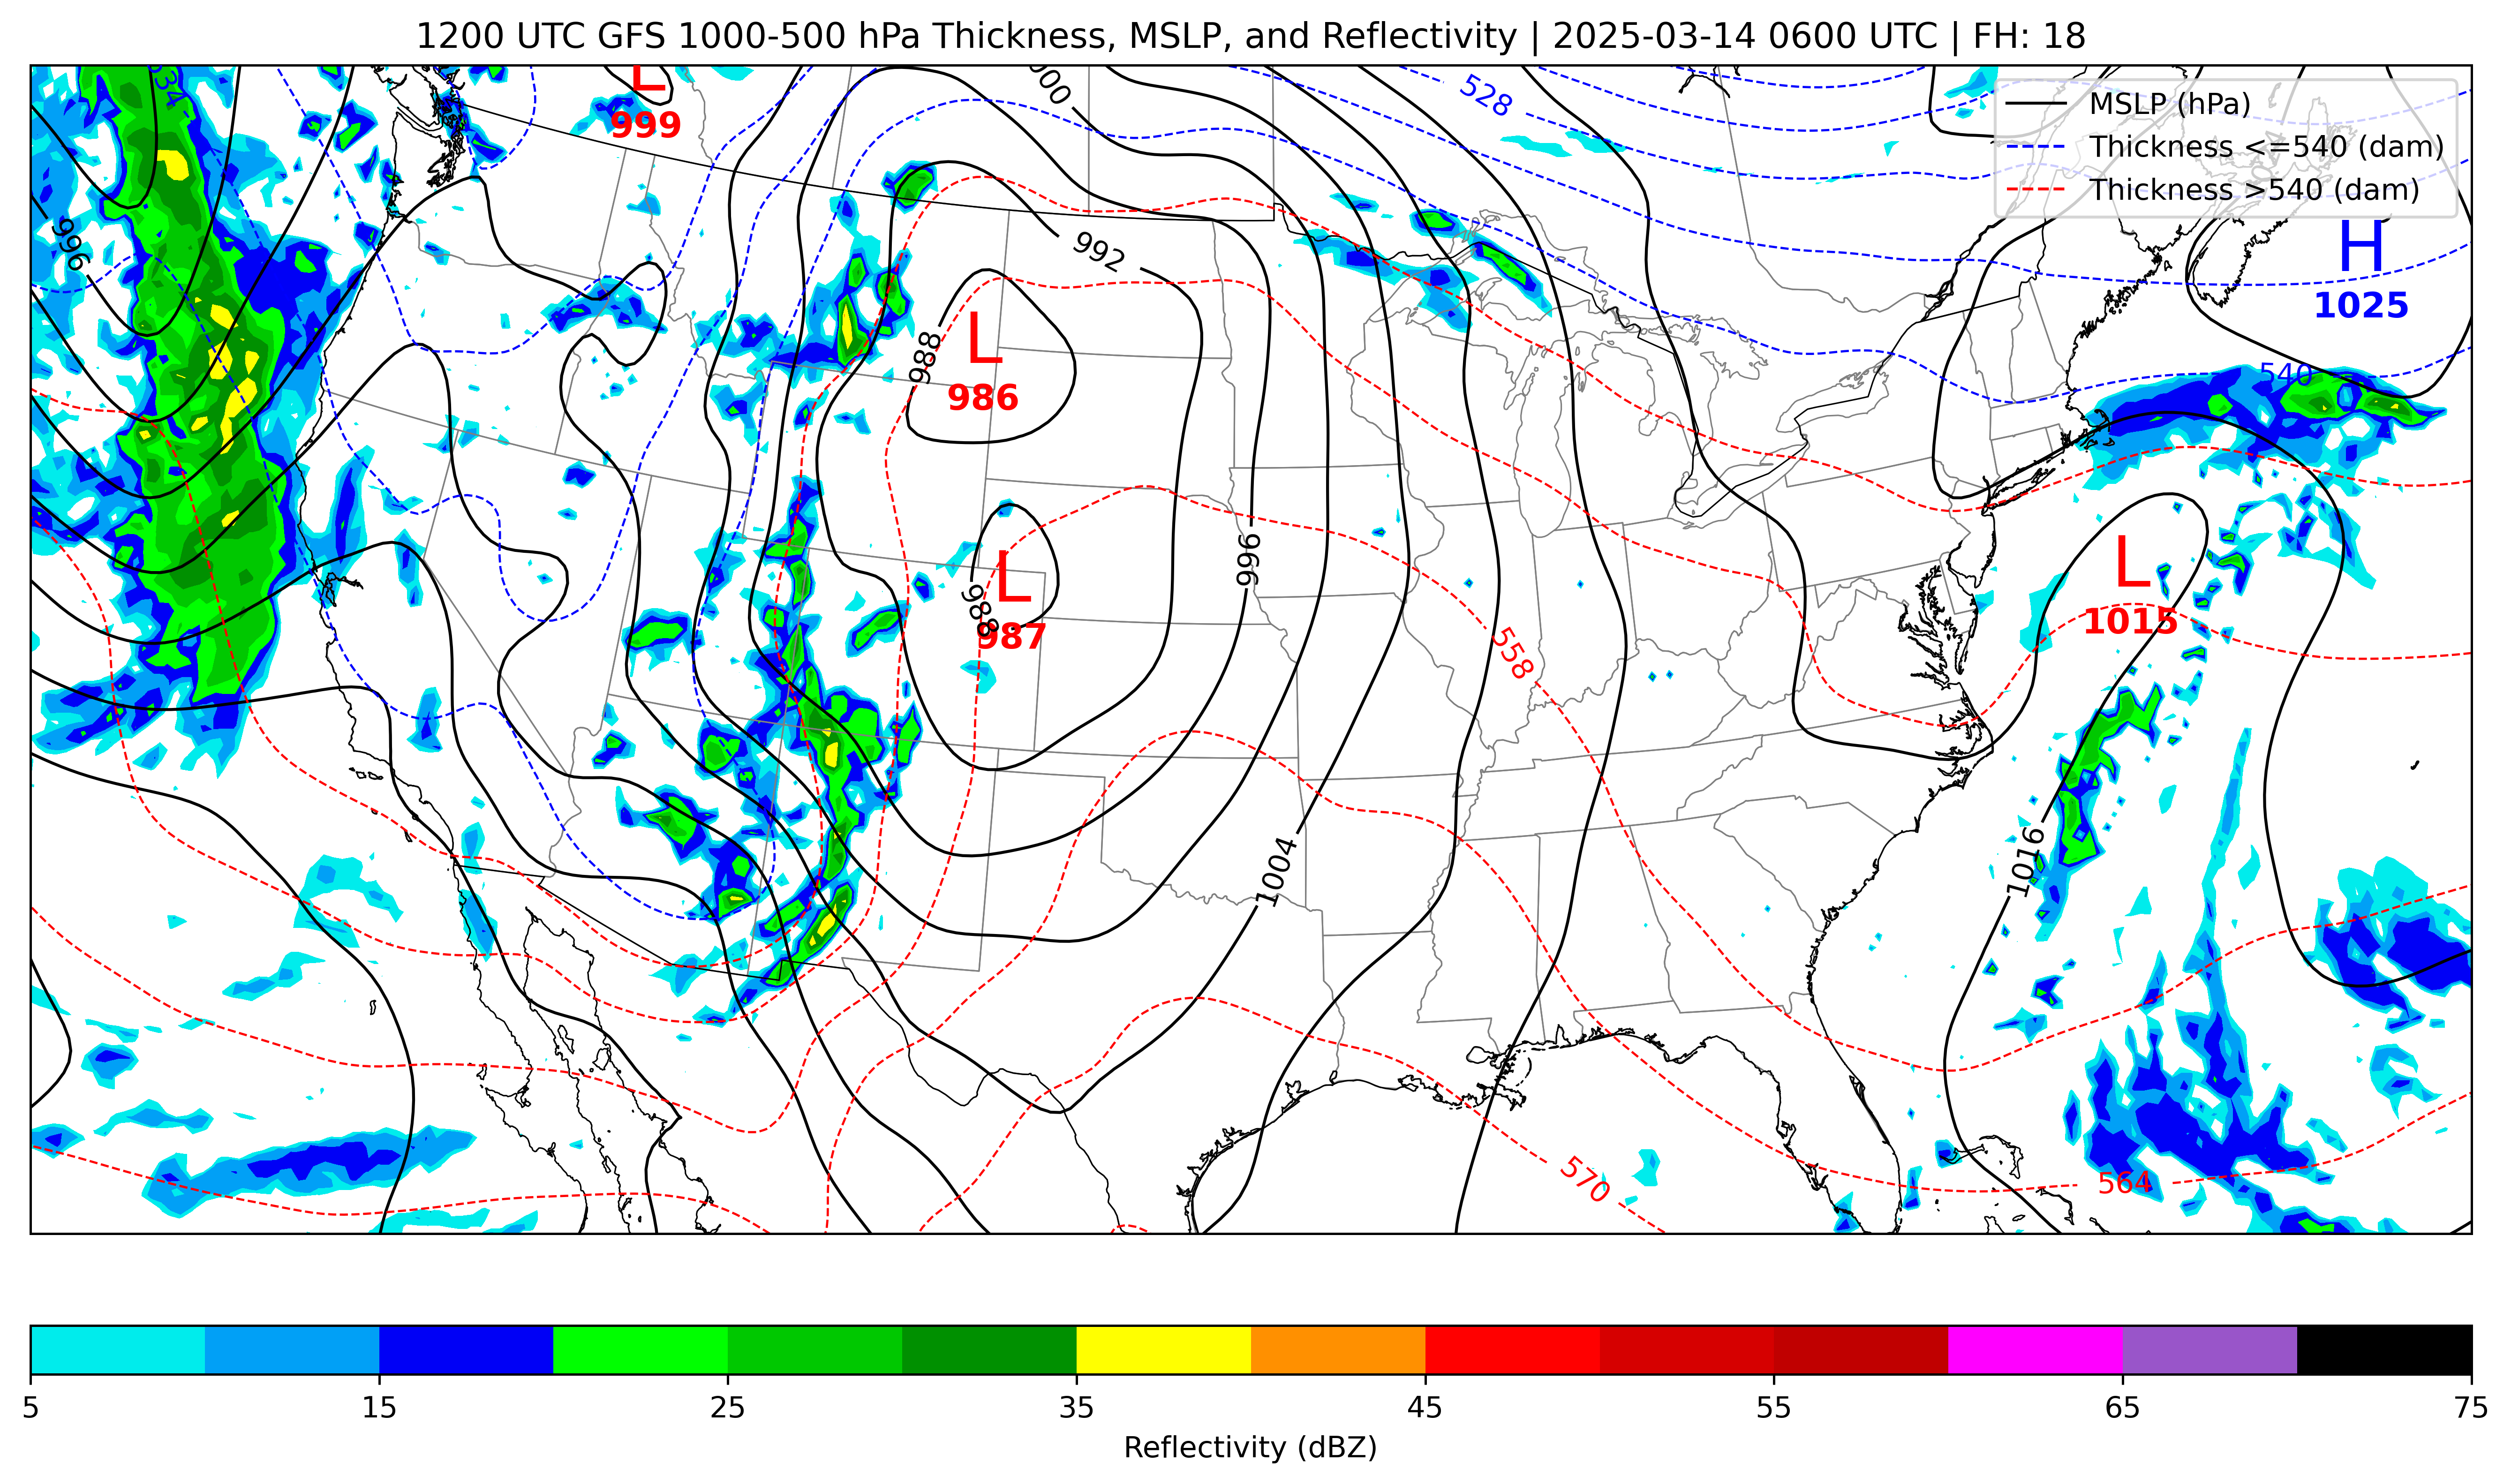 1200 UTC GFS 1000-500 hPa Thickness, MSLP, and Reflectivity | 2025-03-14 0600 UTC | FH: 18
MSLP (hPa)
Thickness <=540 (dam)
Thickness >540 (dam)
L
999
528
996
992
H
1025
988
L
986
540
996
988
L
987
L
1015
558
1004
1016
570
564
5 15 25 35 45 55 65 75
Reflectivity (dBZ)